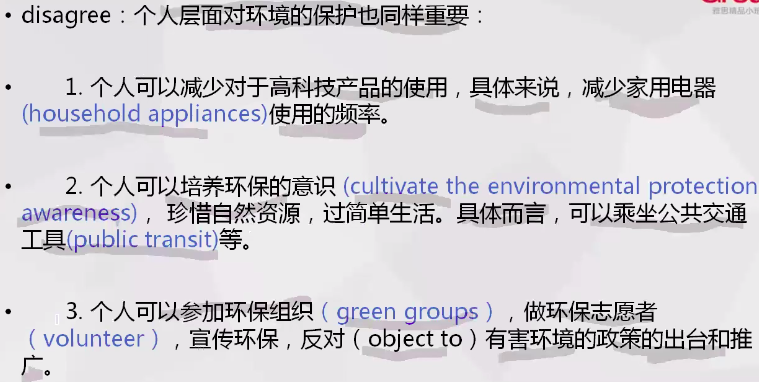 • disagree：个人层面对环境的保护也同样重要：
• 1. 个人可以减少对于高科技产品的使用，具体来说，减少家用电器
(household appliances)使用的频率。
• 2. 个人可以培养环保的意识 (cultivate the environmental protection
awareness)， 珍惜自然资源，过简单生活。具体而言，可以乘坐公共交通
工具(public transit)等。
• 3. 个人可以参加环保组织（green groups），做环保志愿者
（volunteer），宣传环保，反对（object to）有害环境的政策的出台和推
广。